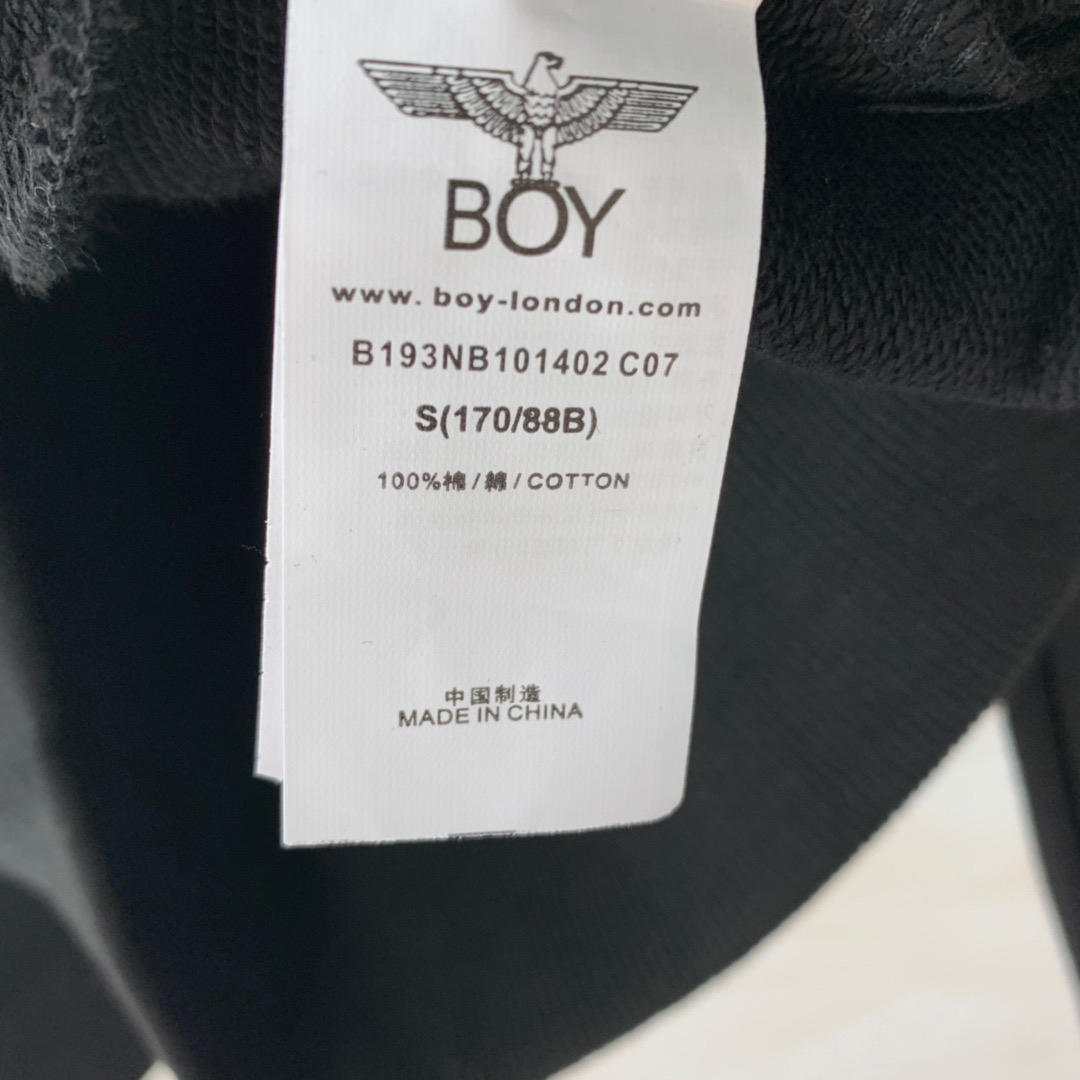 BOY
www.boy-london.com
B193NB101402 C07
S(170/88B)
100%棉/綿/COTTON
中国制造
MADE IN CHINA